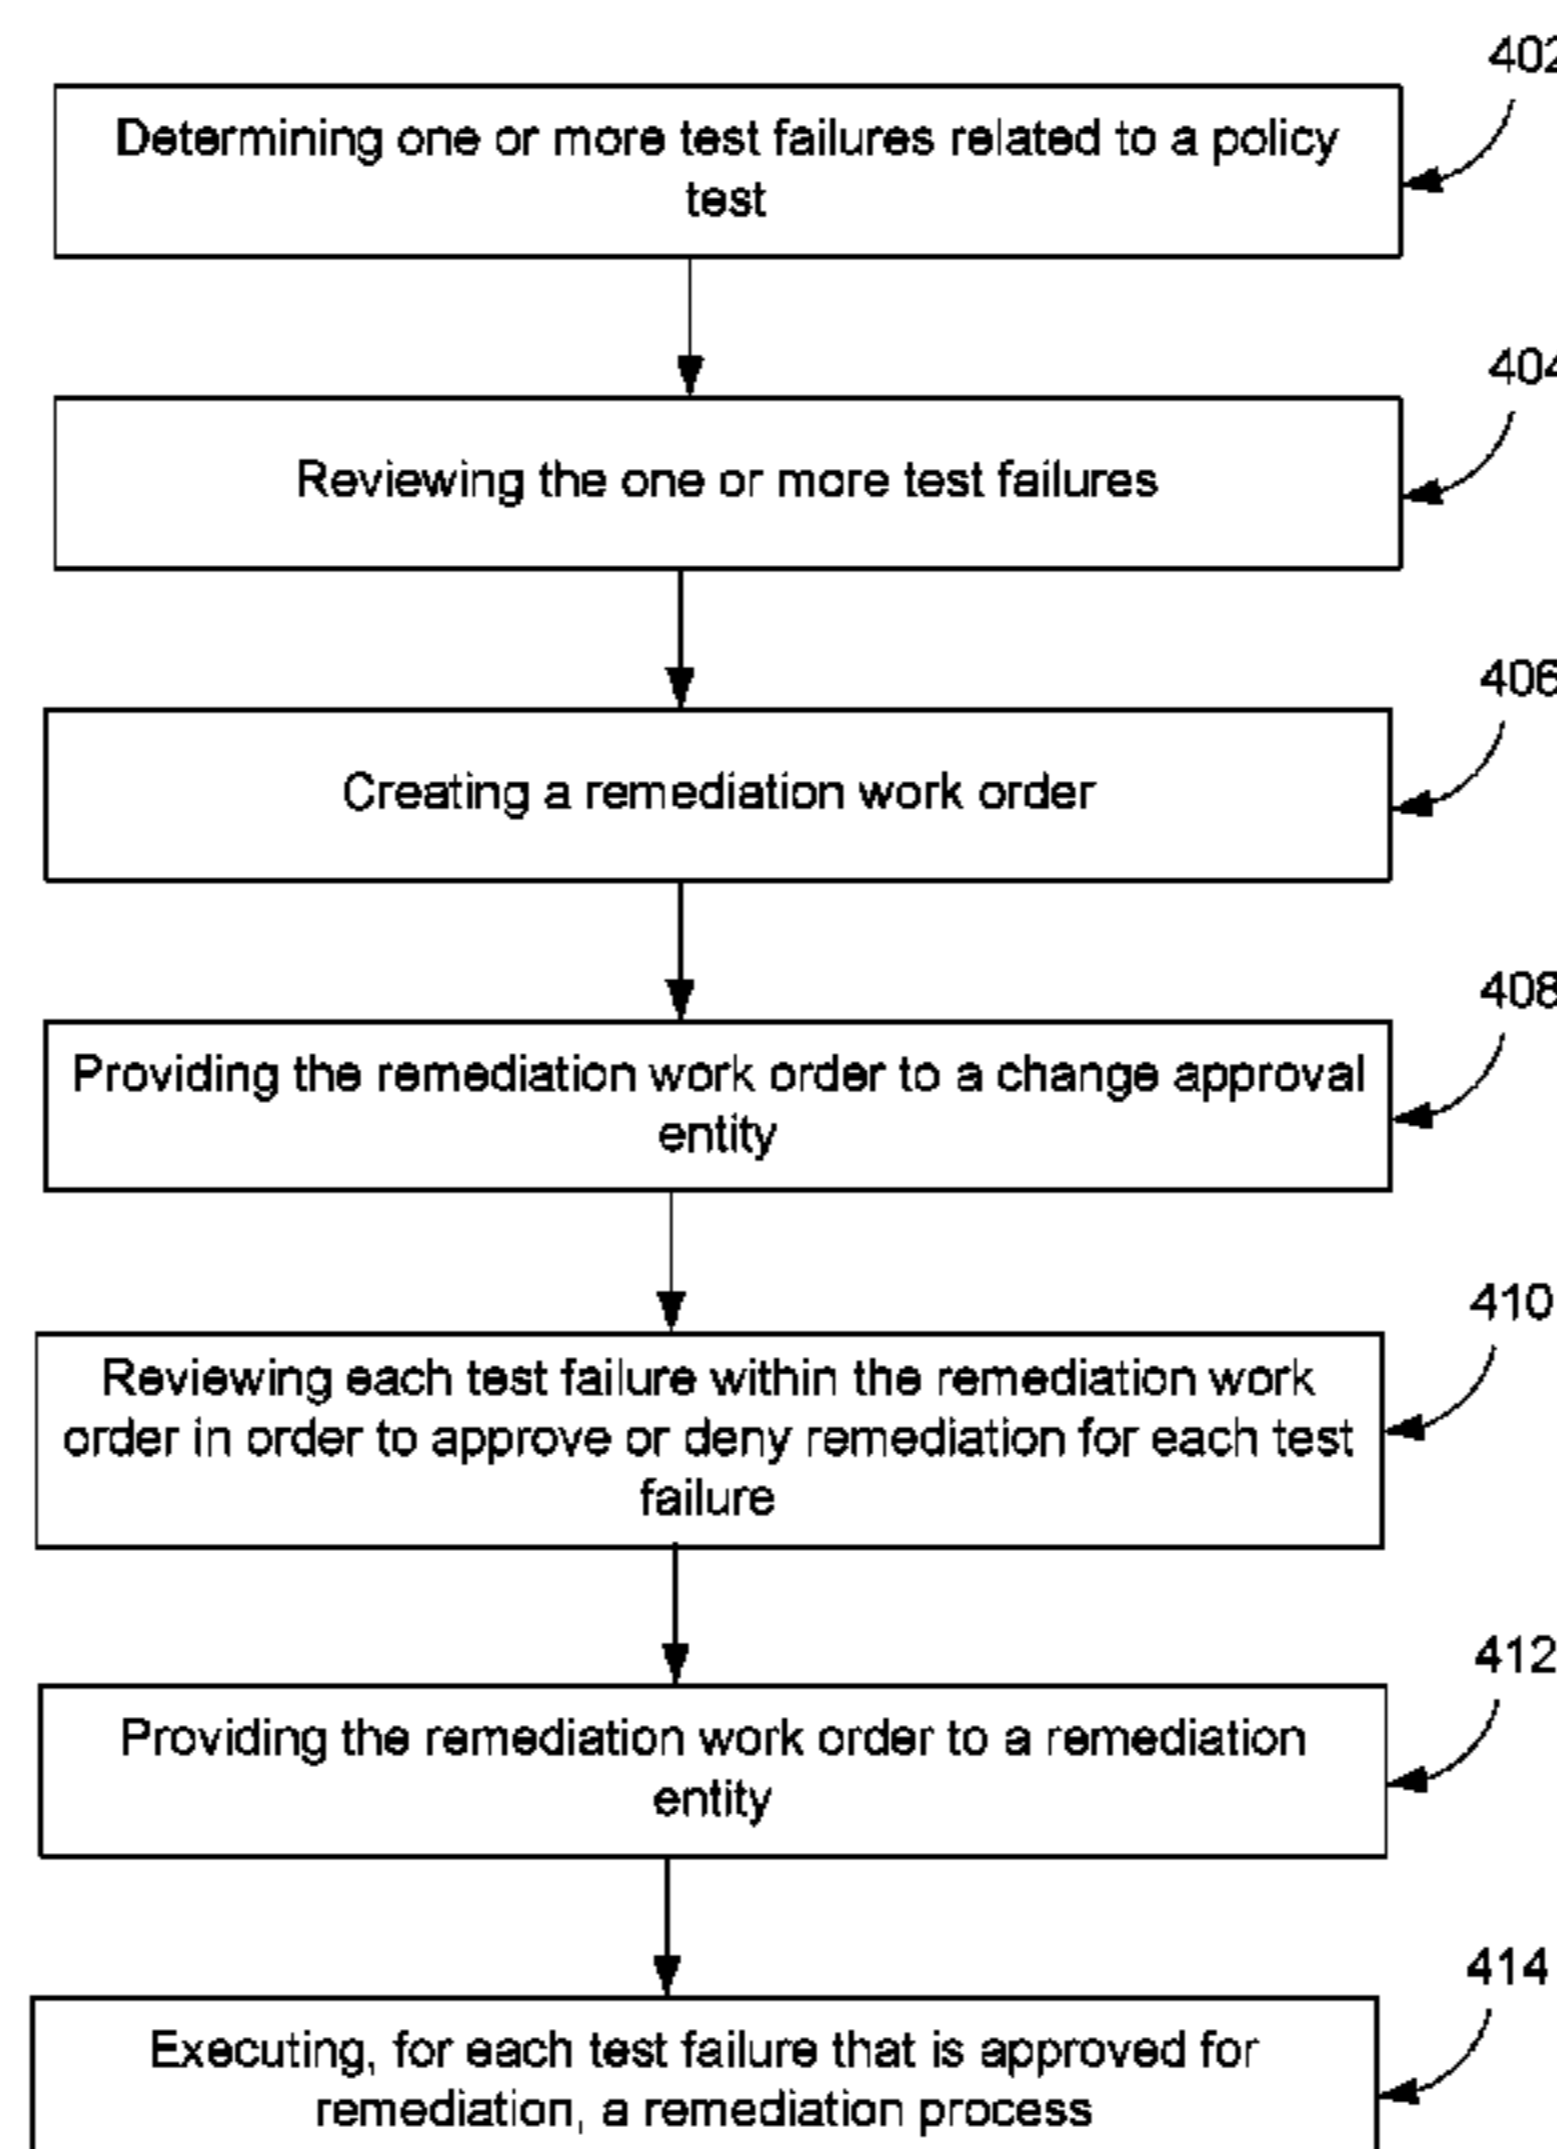 402
Determining one or more test failures related to a policy
test
404
Reviewing the one or more test failures
406
Creating a remediation work order
408
Providing the remediation work order to a change approval
entity
410
Reviewing each test failure within the remediation work
order in order to approve or deny remediation for each test
failure
412
Providing the remediation work order to a remediation
entity
414
Executing, for each test failure that is approved for
remediation, a remediation process